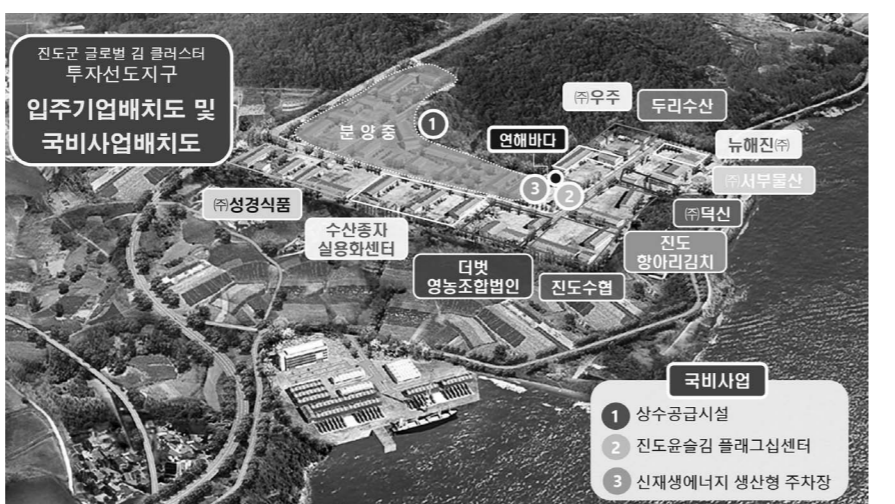 진도군 글로벌 김 클러스터
투자선도지구
입주기업배치도 및
국비사업배치도
분양중
1
연해바다
㈜우주
두리수산
뉴해진㈜
㈜서부물산
3
2
㈜성경식품
㈜덕신
수산종자
실용화센터
진도
항아리김치
더벗
영농조합법인
진도수협
국비사업
1 상수공급시설
2 진도윤슬김 플래그십센터
3 신재생에너지 생산형 주차장